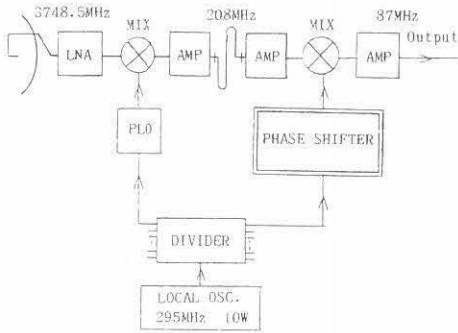 3748.5MHz
208MHz
87MHz
MIX
MIX
Output
LNA
AMP
AMP
AMP
PLO
PHASE SHIFTER
DIVIDER
LOCAL OSC.
295MHz 10W